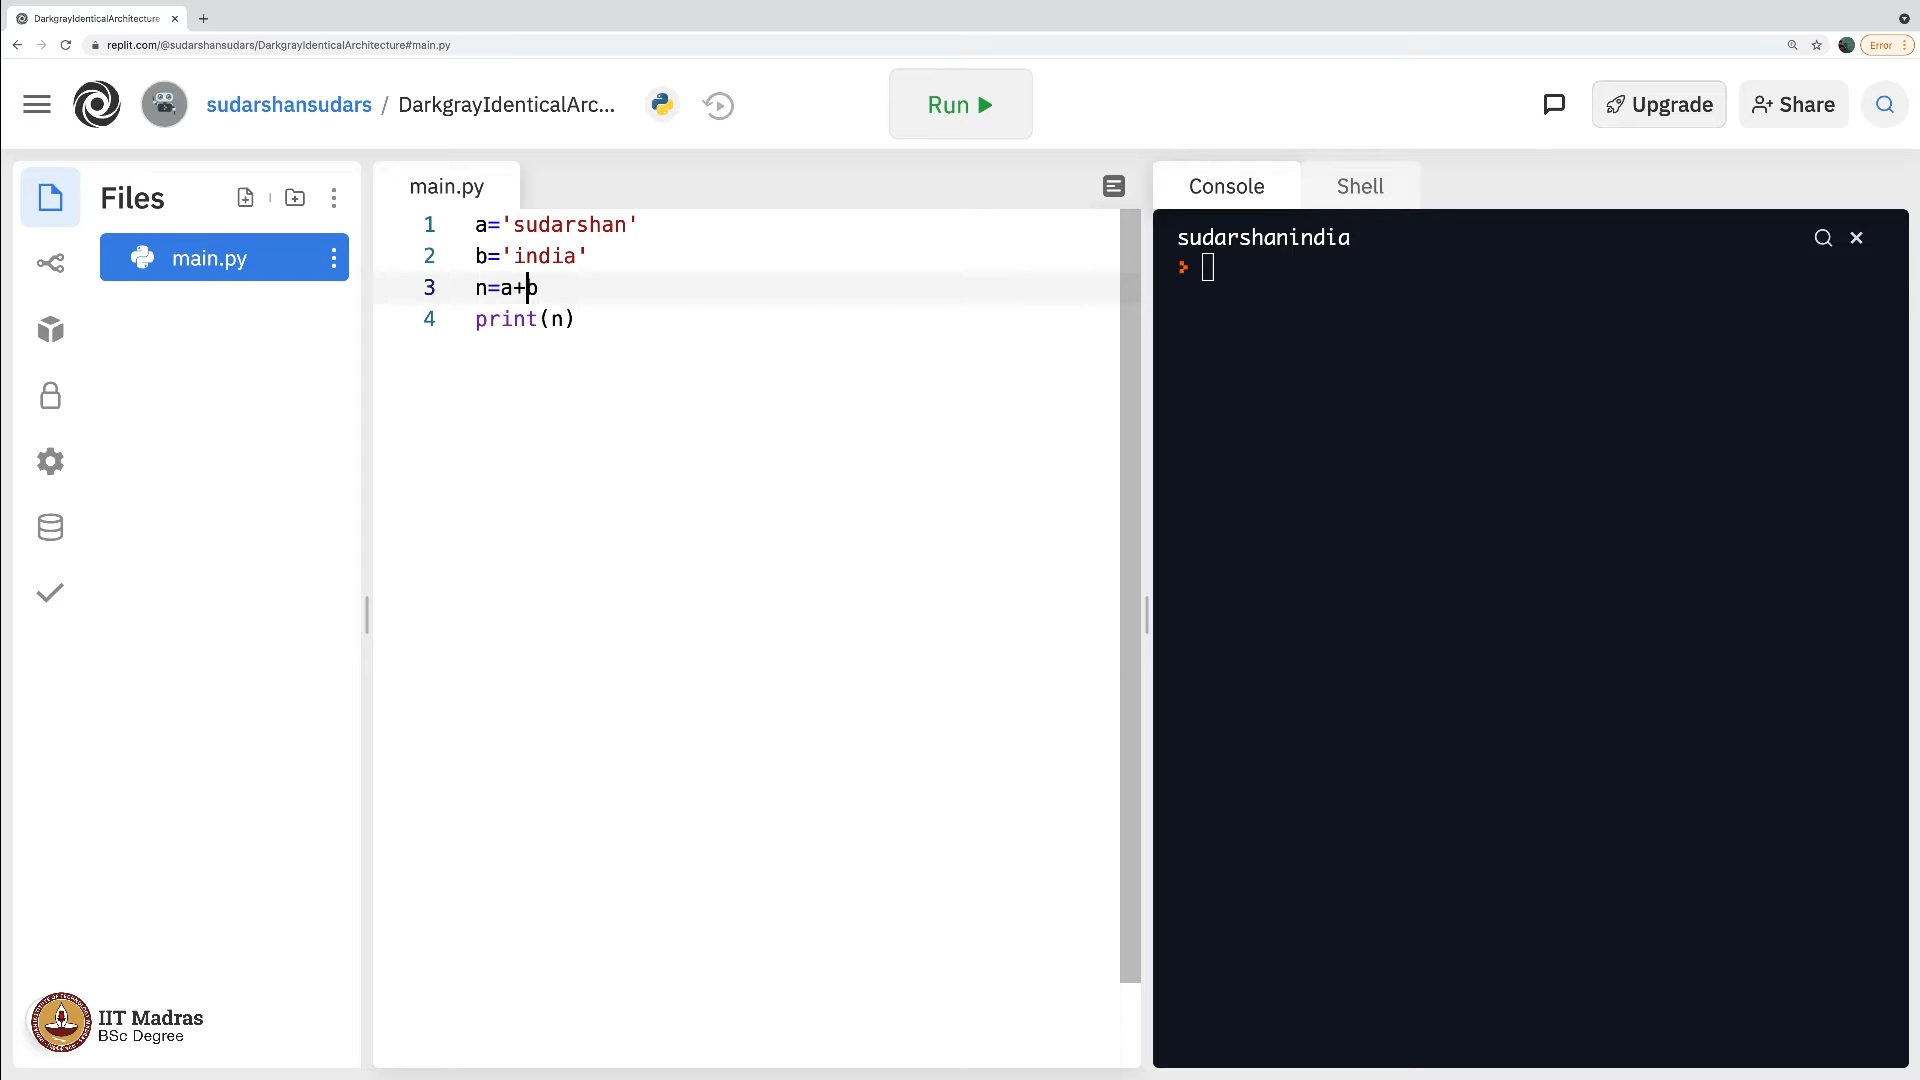 DarkgrayIdenticalArchitecture
replit.com/@sudarshansudars/DarkgrayIdenticalArchitecture#main.py
Error
sudarshansudars / DarkgrayIdenticalArc...
Run
Upgrade
Share
Files
main.py
main.py
1 a='sudarshan'
2 b='india'
3 n=a+b
4 print(n)
Console
Shell
sudarshanindia
IIT Madras
BSc Degree